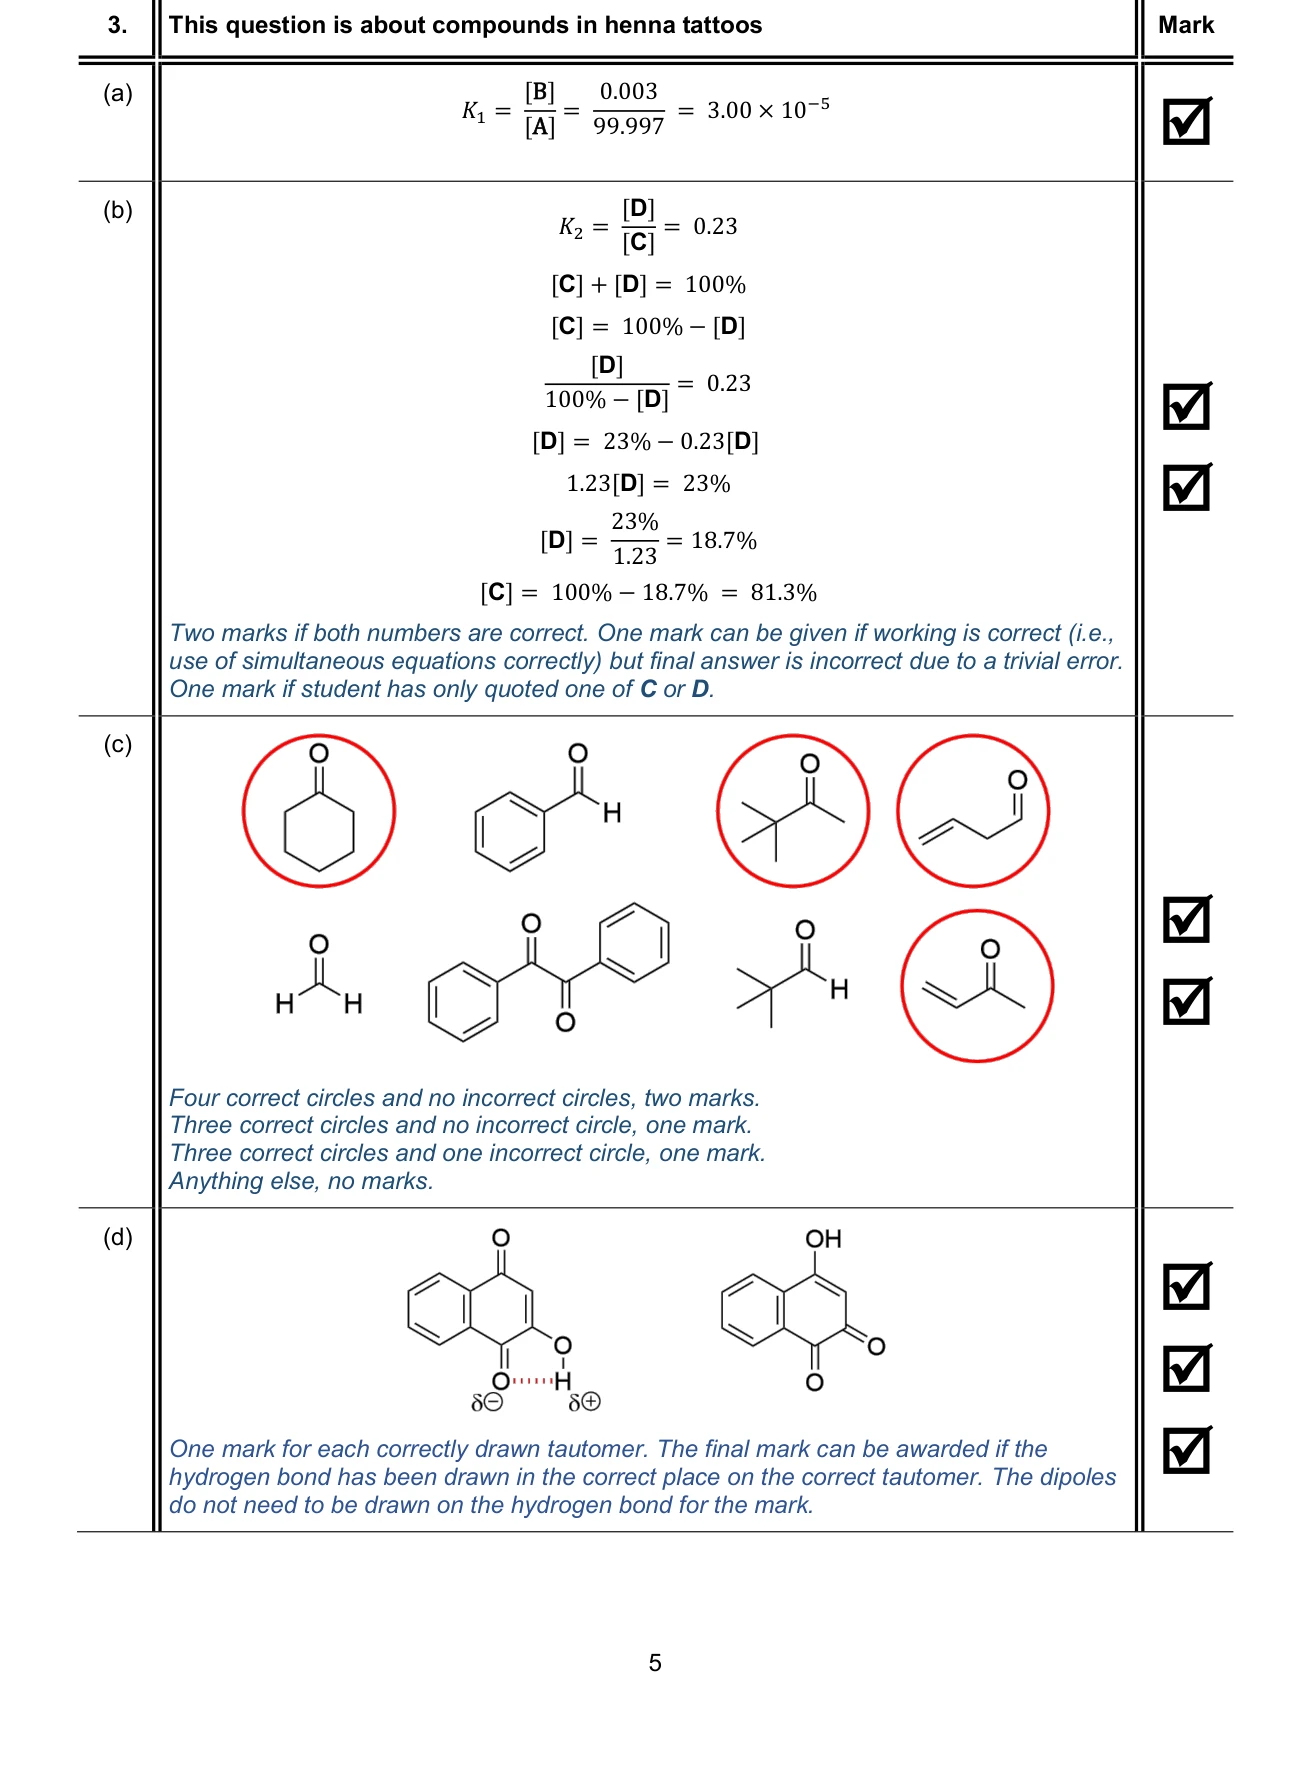 3. This question is about compounds in henna tattoos Mark
(a) K₁ = [B]/[A] = 0.003/99.997 = 3.00 × 10⁻⁵
(b) K₂ = [D]/[C] = 0.23
[C] + [D] = 100%
[C] = 100% − [D]
[D]/(100% − [D]) = 0.23
[D] = 23% − 0.23[D]
1.23[D] = 23%
[D] = 23%/1.23 = 18.7%
[C] = 100% − 18.7% = 81.3%
Two marks if both numbers are correct. One mark can be given if working is correct (i.e.,
use of simultaneous equations correctly) but final answer is incorrect due to a trivial error.
One mark if student has only quoted one of C or D.
(c)
O O O O
H
O O O O
H H H
O
Four correct circles and no incorrect circles, two marks.
Three correct circles and no incorrect circle, one mark.
Three correct circles and one incorrect circle, one mark.
Anything else, no marks.
(d)
O OH
O O
O H O
δ⊖ δ⊕
One mark for each correctly drawn tautomer. The final mark can be awarded if the
hydrogen bond has been drawn in the correct place on the correct tautomer. The dipoles
do not need to be drawn on the hydrogen bond for the mark.
5